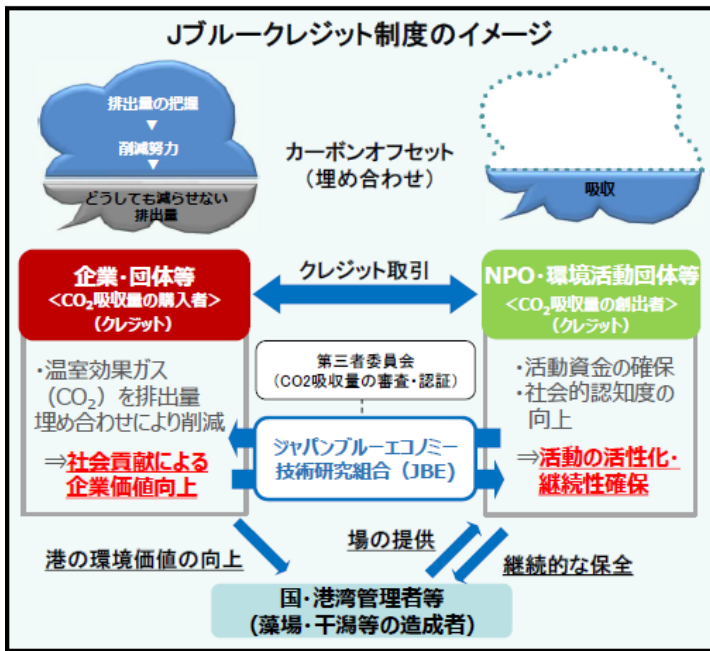 Jブルークレジット制度のイメージ
排出量の把握
▼
削減努力
▼
どうしても減らせない
排出量
カーボンオフセット
（埋め合わせ）
吸収
企業・団体等
<CO₂吸収量の購入者>
（クレジット）
クレジット取引
NPO・環境活動団体等
<CO₂吸収量の創出者>
（クレジット）
・温室効果ガス
（CO₂）を排出量
埋め合わせにより削減
⇒社会貢献による
企業価値向上
第三者委員会
（CO2吸収量の審査・認証）
ジャパンブルーエコノミー
技術研究組合（JBE）
・活動資金の確保
・社会的認知度の
向上
⇒活動の活性化・
継続性確保
港の環境価値の向上
場の提供
継続的な保全
国・港湾管理者等
（藻場・干潟等の造成者）